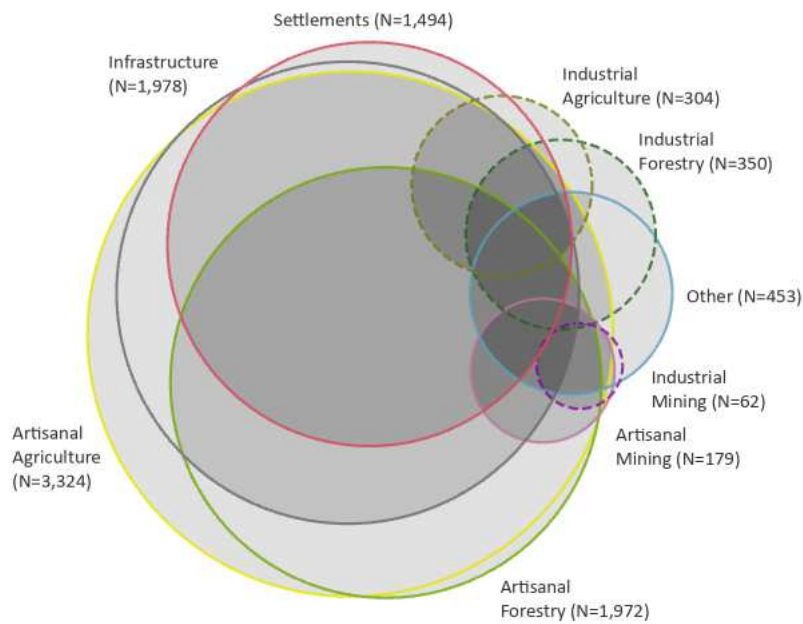 Settlements (N=1,494)
Infrastructure
(N=1,978)
Industrial
Agriculture (N=304)
Industrial
Forestry (N=350)
Other (N=453)
Industrial
Mining (N=62)
Artisanal
Mining (N=179)
Artisanal
Agriculture
(N=3,324)
Artisanal
Forestry (N=1,972)